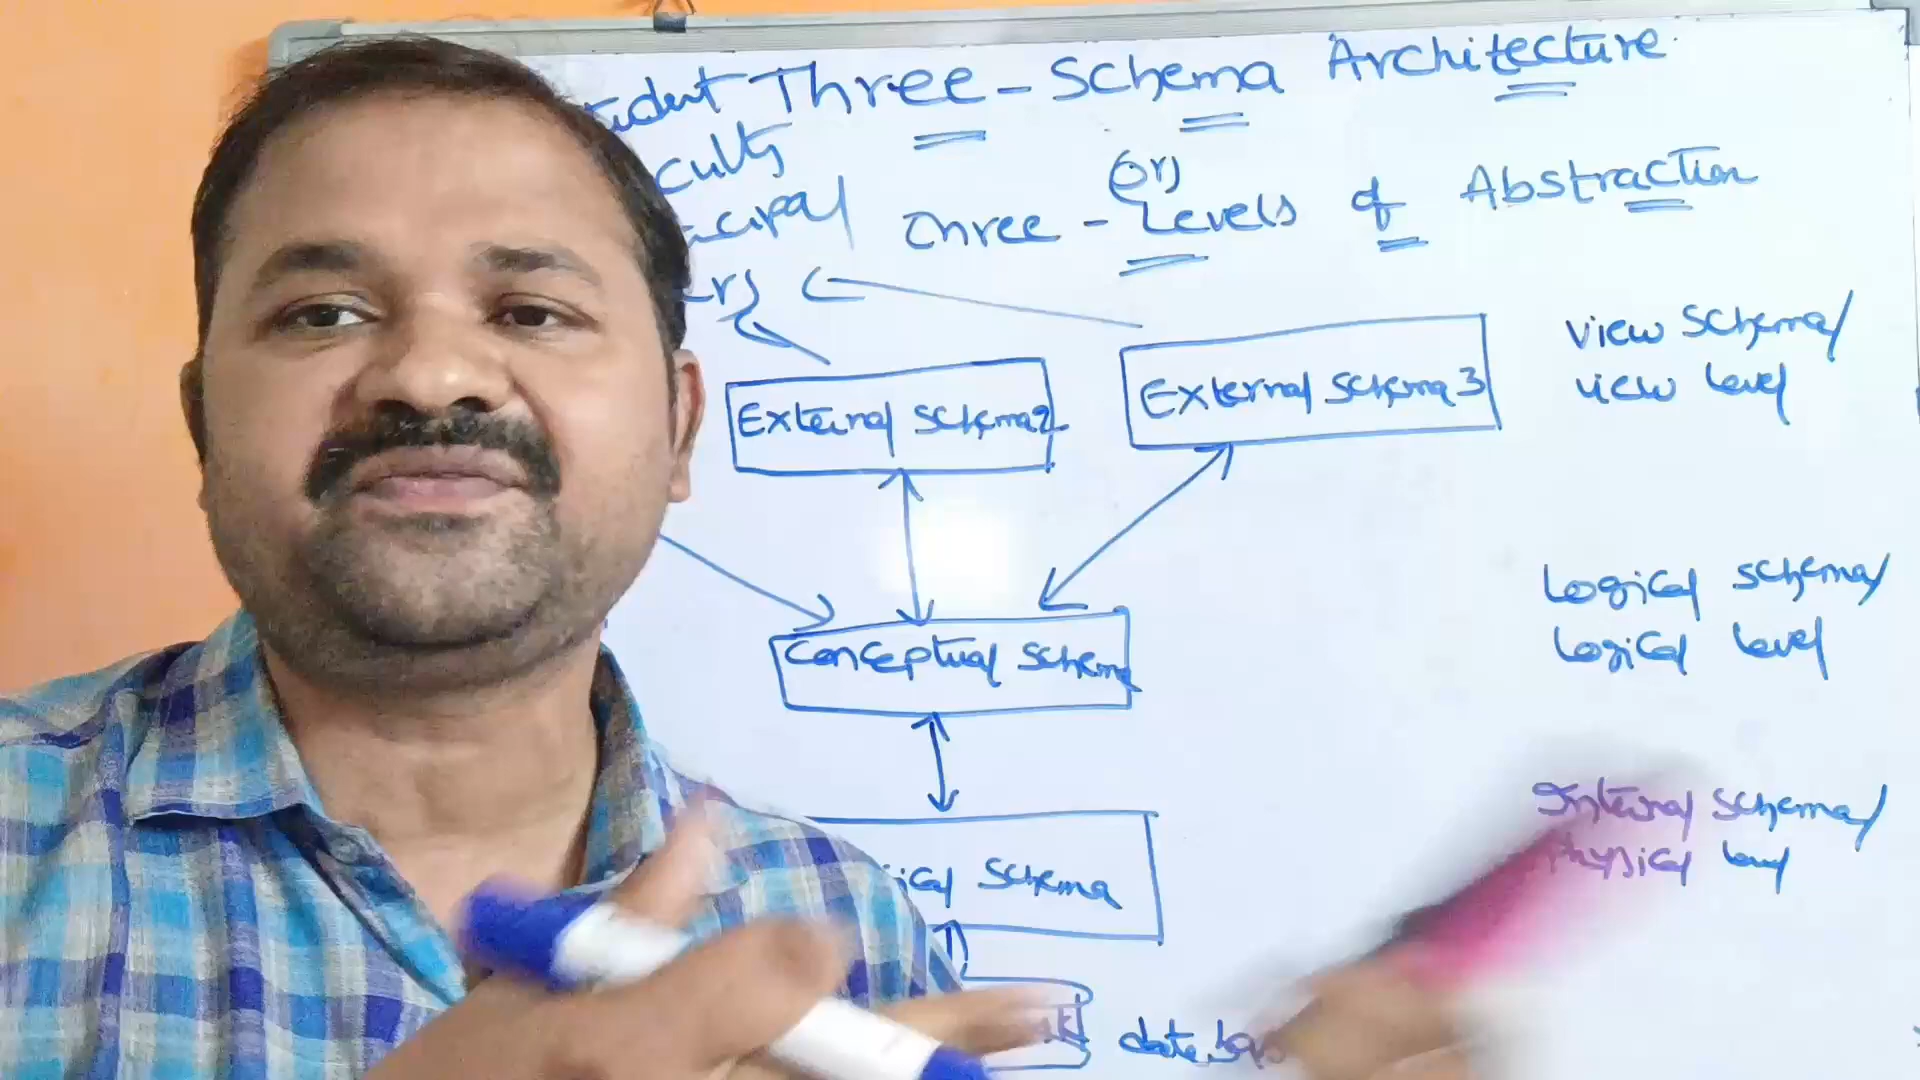 Three - Schema Architecture
(or)
Three - Levels of Abstraction
External Schema2
External Schema3
View Schema/
View level
Conceptual Schema
Logical Schema/
Logical level
Schema
Internal Schema/
Physical level